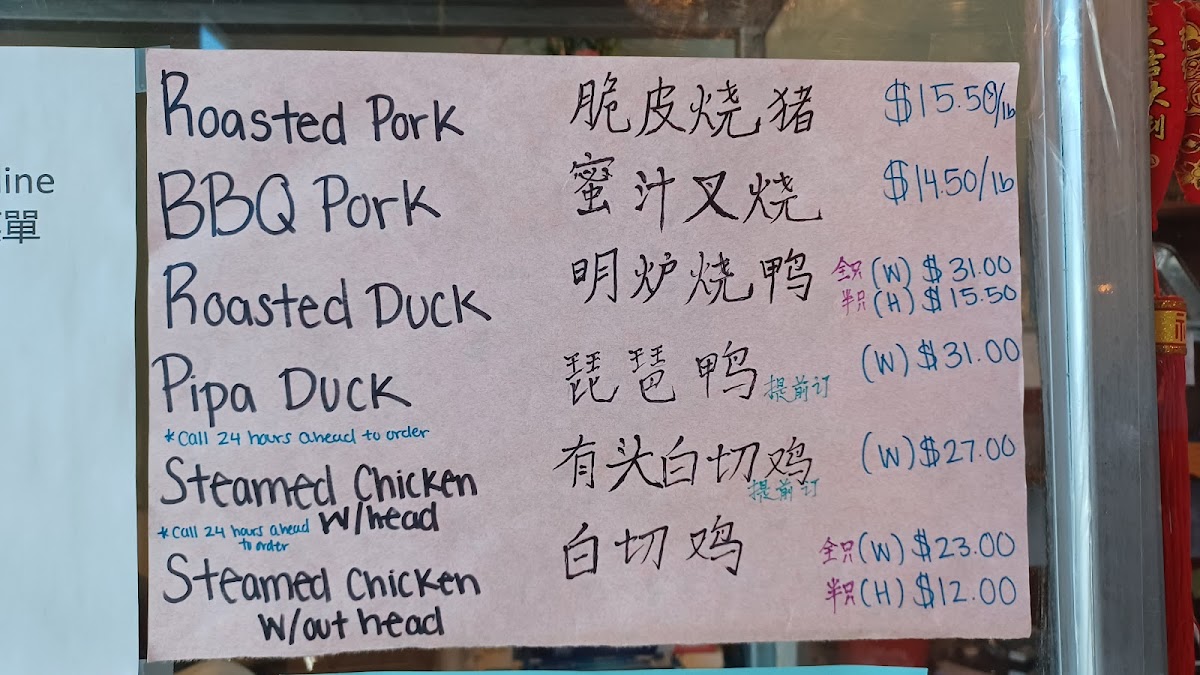 ine
單
Roasted Pork 脆皮烧猪 $15.50/lb
BBQ Pork 蜜汁叉烧 $14.50/lb
Roasted Duck 明炉烧鸭 全只 (W) $31.00
半只 (H) $15.50
Pipa Duck 琵琶鸭 提前订 (W) $31.00
*Call 24 hours ahead to order
Steamed Chicken 有头白切鸡 提前订 (W) $27.00
W/head
*Call 24 hours ahead
to order
Steamed Chicken 白切鸡 全只 (W) $23.00
W/out head 半只 (H) $12.00